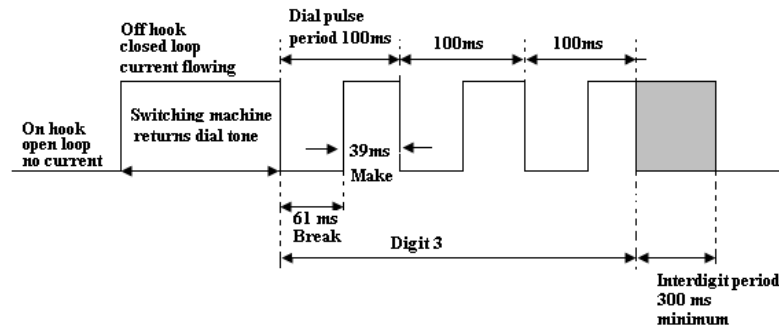 Dial pulse
period 100ms
Off hook
closed loop
current flowing
100ms
100ms
Switching machine
returns dial tone
On hook
open loop
no current
39ms
Make
61 ms
Break
Digit 3
Interdigit period
300 ms
minimum